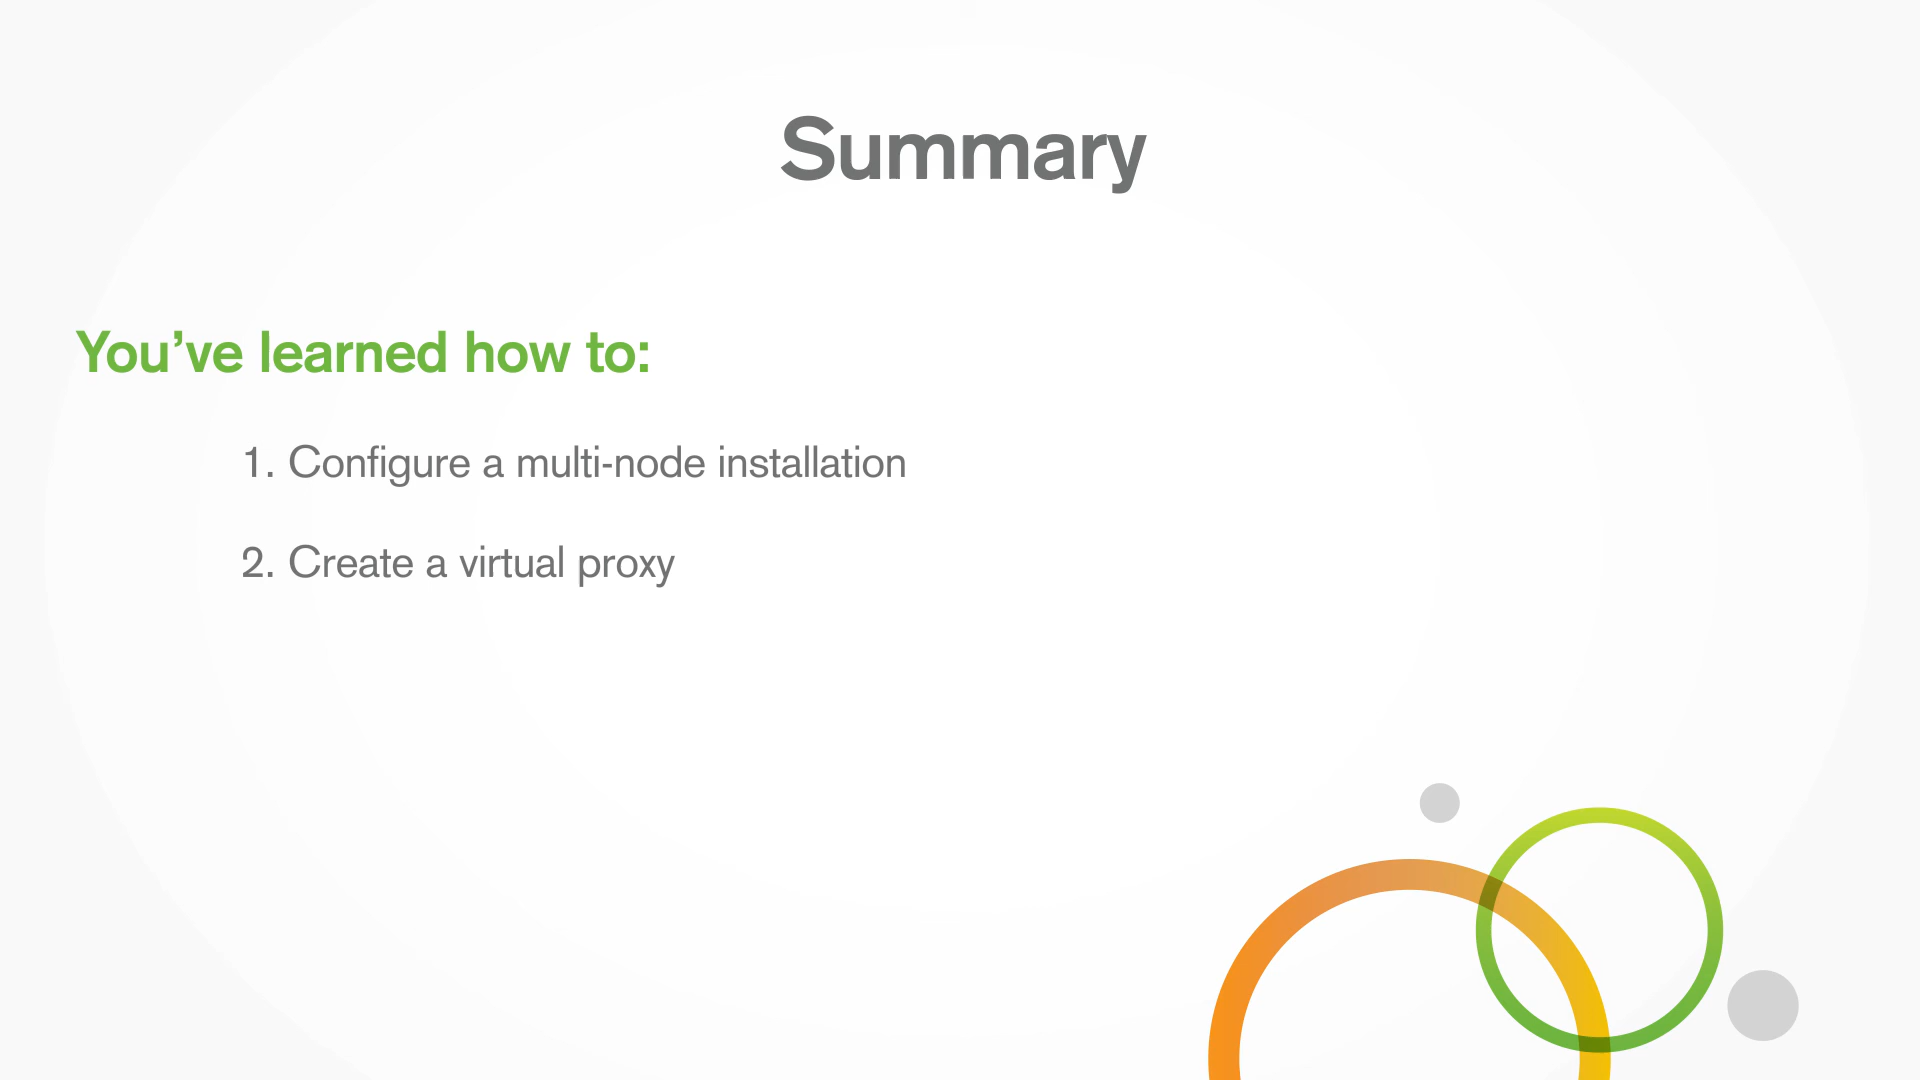 Summary
You’ve learned how to:
1. Configure a multi-node installation
2. Create a virtual proxy